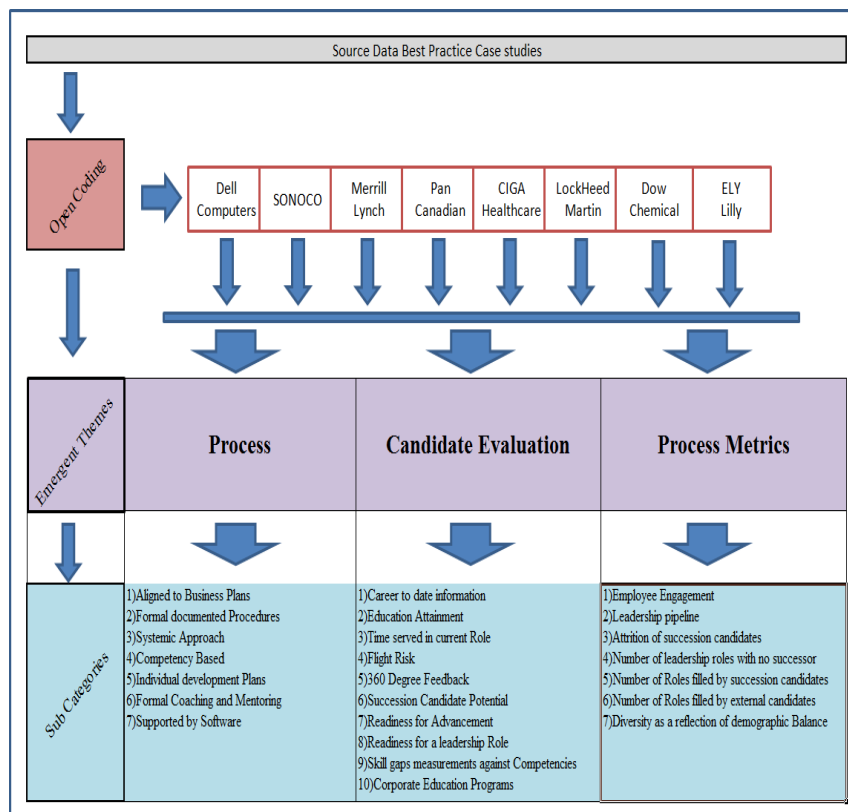 Source Data Best Practice Case studies
Open Coding
Dell
Computers
SONOCO
Merrill
Lynch
Pan
Canadian
CIGA
Healthcare
LockHeed
Martin
Dow
Chemical
ELY
Lilly
Emergent Themes
Process
Candidate Evaluation
Process Metrics
Sub Categories
1)Aligned to Business Plans
2)Formal documented Procedures
3)Systemic Approach
4)Competency Based
5)Individual development Plans
6)Formal Coaching and Mentoring
7)Supported by Software
1)Career to date information
2)Education Attainment
3)Time served in current Role
4)Flight Risk
5)360 Degree Feedback
6)Succession Candidate Potential
7)Readiness for Advancement
8)Readiness for a leadership Role
9)Skill gaps measurements against Competencies
10)Corporate Education Programs
1)Employee Engagement
2)Leadership pipeline
3)Attrition of succession candidates
4)Number of leadership roles with no successor
5)Number of Roles filled by succession candidates
6)Number of Roles filled by external candidates
7)Diversity as a reflection of demographic Balance